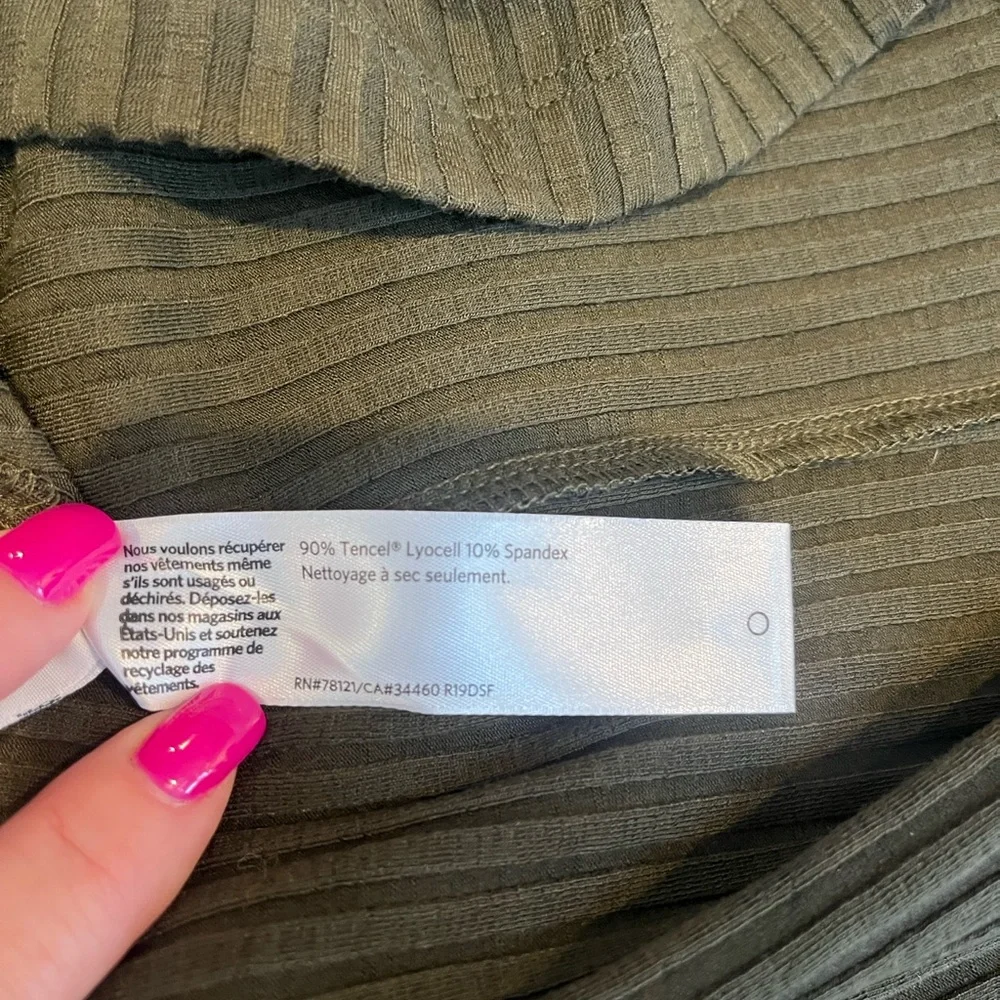 Nous voulons récupérer
nos vêtements même
s'ils sont usagés ou
déchirés. Déposez-les
dans nos magasins aux
États-Unis et soutenez
notre programme de
recyclage des
vêtements.
90% Tencel® Lyocell 10% Spandex
Nettoyage à sec seulement.
RN#78121/CA#34460 R19DSF